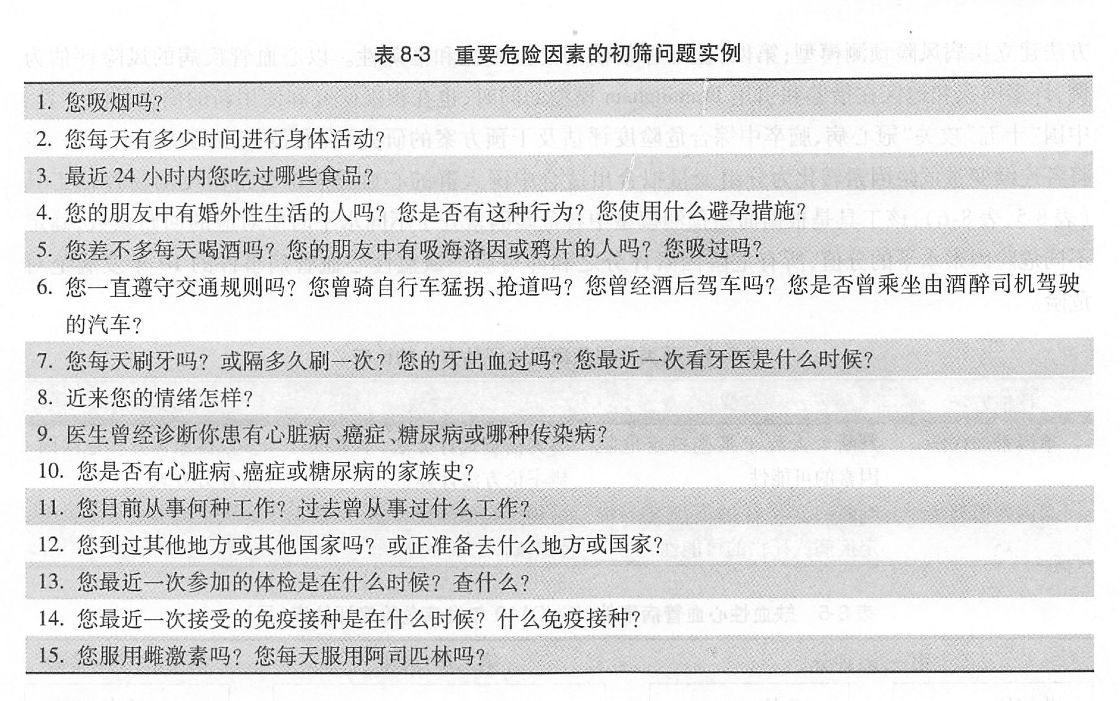 表 8-3 重要危险因素的初筛问题实例
1. 您吸烟吗？
2. 您每天有多少时间进行身体活动？
3. 最近 24 小时内您吃过哪些食品？
4. 您的朋友中有婚外性生活的人吗？您是否有这种行为？您使用什么避孕措施？
5. 您差不多每天喝酒吗？您的朋友中有吸海洛因或鸦片的人吗？您吸过吗？
6. 您一直遵守交通规则吗？您曾骑自行车猛拐、抢道吗？您曾经酒后驾车吗？您是否曾乘坐由酒醉司机驾驶
的汽车？
7. 您每天刷牙吗？或隔多久刷一次？您的牙出血过吗？您最近一次看牙医是什么时候？
8. 近来您的情绪怎样？
9. 医生曾经诊断你患有心脏病、癌症、糖尿病或哪种传染病？
10. 您是否有心脏病、癌症或糖尿病的家族史？
11. 您目前从事何种工作？过去曾从事过什么工作？
12. 您到过其他地方或其他国家吗？或正准备去什么地方或国家？
13. 您最近一次参加的体检是在什么时候？查什么？
14. 您最近一次接受的免疫接种是在什么时候？什么免疫接种？
15. 您服用雌激素吗？您每天服用阿司匹林吗？